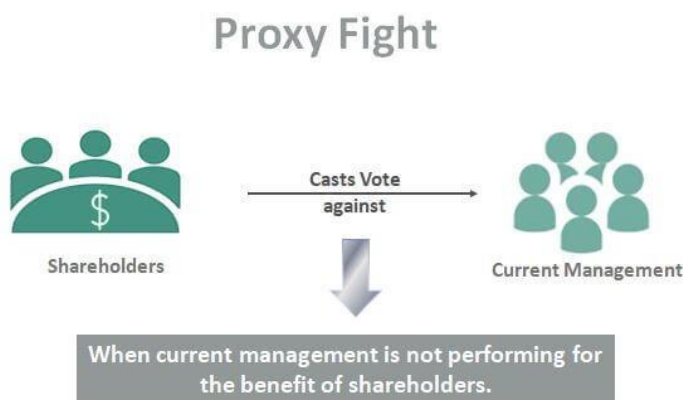 Proxy Fight
Casts Vote
against
$
Shareholders
Current Management
When current management is not performing for
the benefit of shareholders.